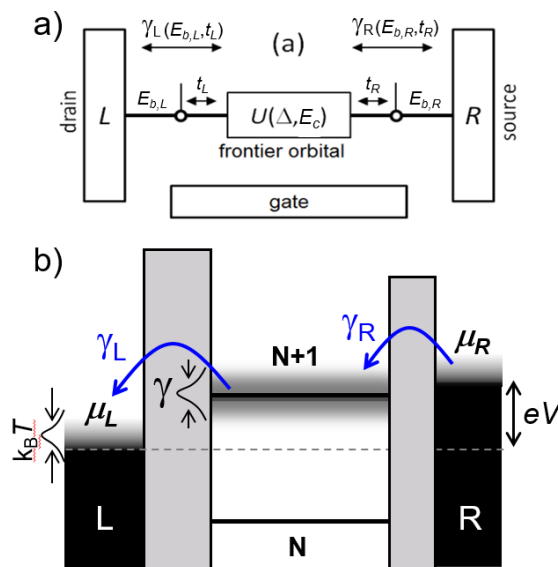 a)
γL(Eb,L,tL) (a) γR(Eb,R,tR)
Eb,L tL tR Eb,R
drain L U(Δ,Ec) R source
frontier orbital
gate
b)
γL N+1 γR μR
μL γ eV
kBT
L N R